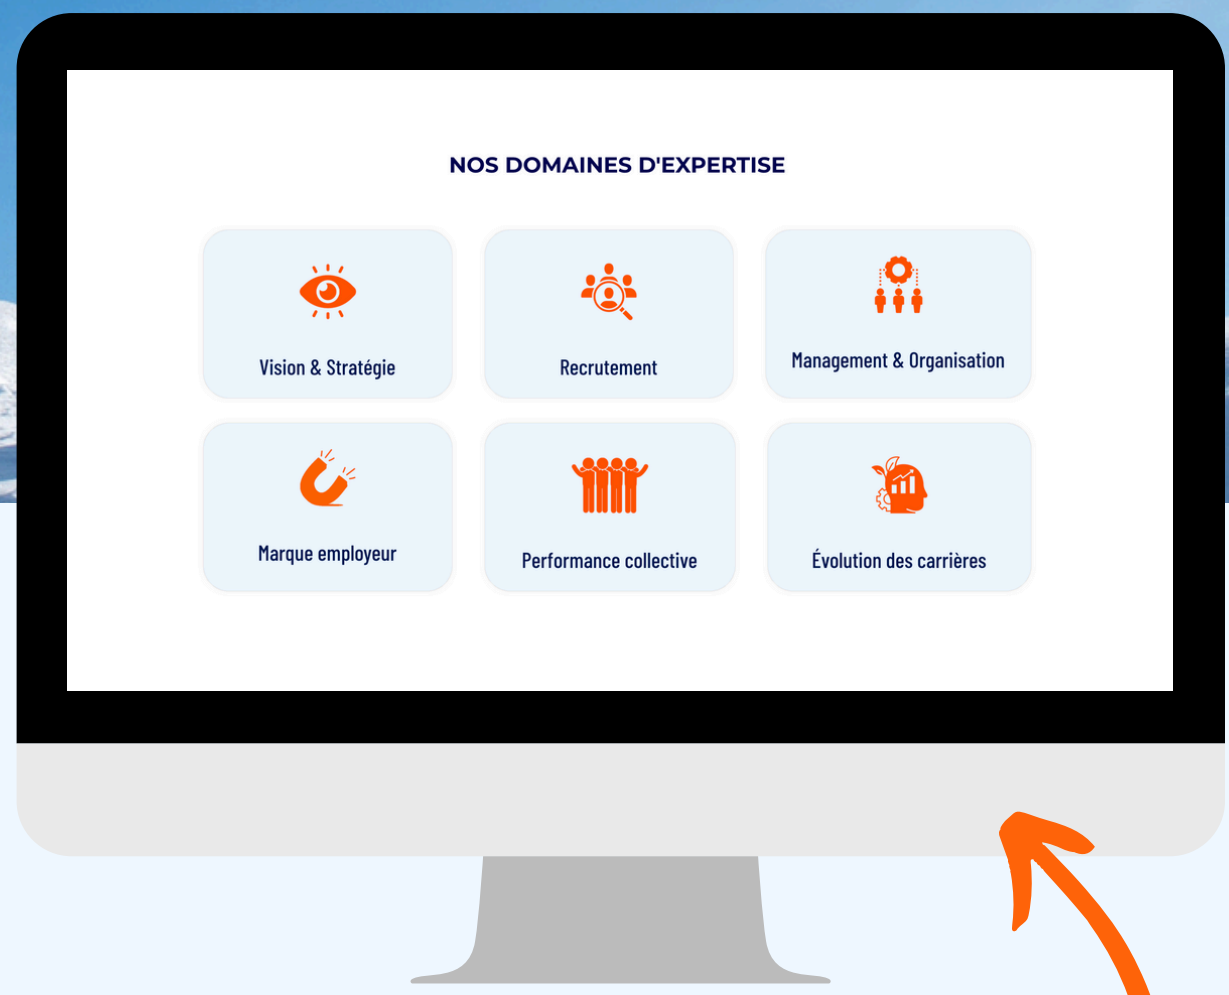 NOS DOMAINES D'EXPERTISE
Vision & Stratégie
Recrutement
Management & Organisation
Marque employeur
Performance collective
Évolution des carrières